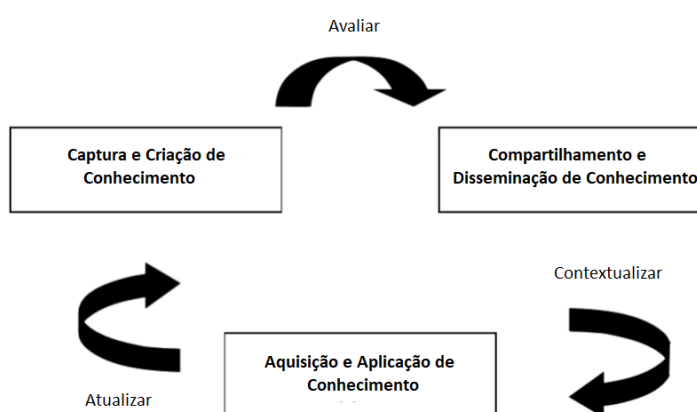 Avaliar
Captura e Criação de
Conhecimento
Compartilhamento e
Disseminação de Conhecimento
Contextualizar
Aquisição e Aplicação de
Conhecimento
Atualizar